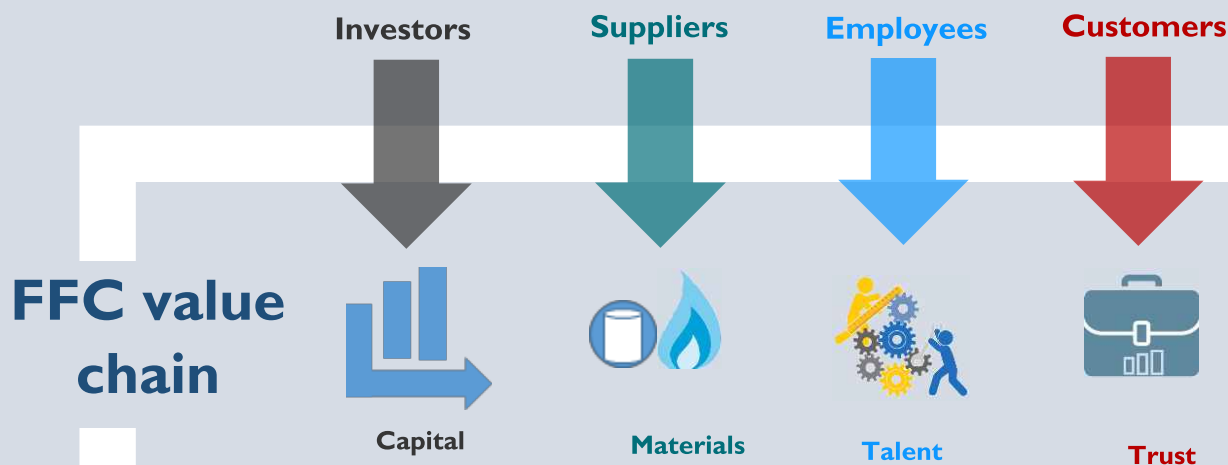 Investors
Suppliers
Employees
Customers
FFC value
chain
Capital
Materials
Talent
Trust